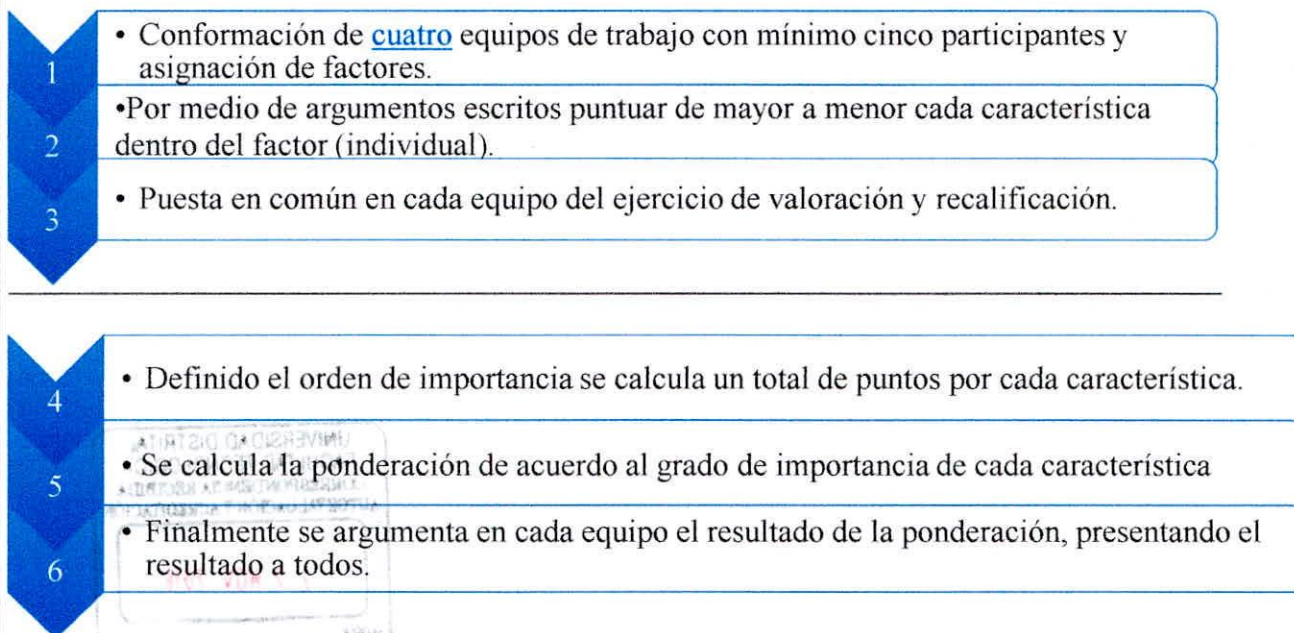 1
• Conformación de cuatro equipos de trabajo con mínimo cinco participantes y
asignación de factores.
2
•Por medio de argumentos escritos puntuar de mayor a menor cada característica
dentro del factor (individual).
3
• Puesta en común en cada equipo del ejercicio de valoración y recalificación.
4
• Definido el orden de importancia se calcula un total de puntos por cada característica.
UNIVERSIDAD DISTRITAL
5
• Se calcula la ponderación de acuerdo al grado de importancia de cada característica
6
• Finalmente se argumenta en cada equipo el resultado de la ponderación, presentando el
resultado a todos.